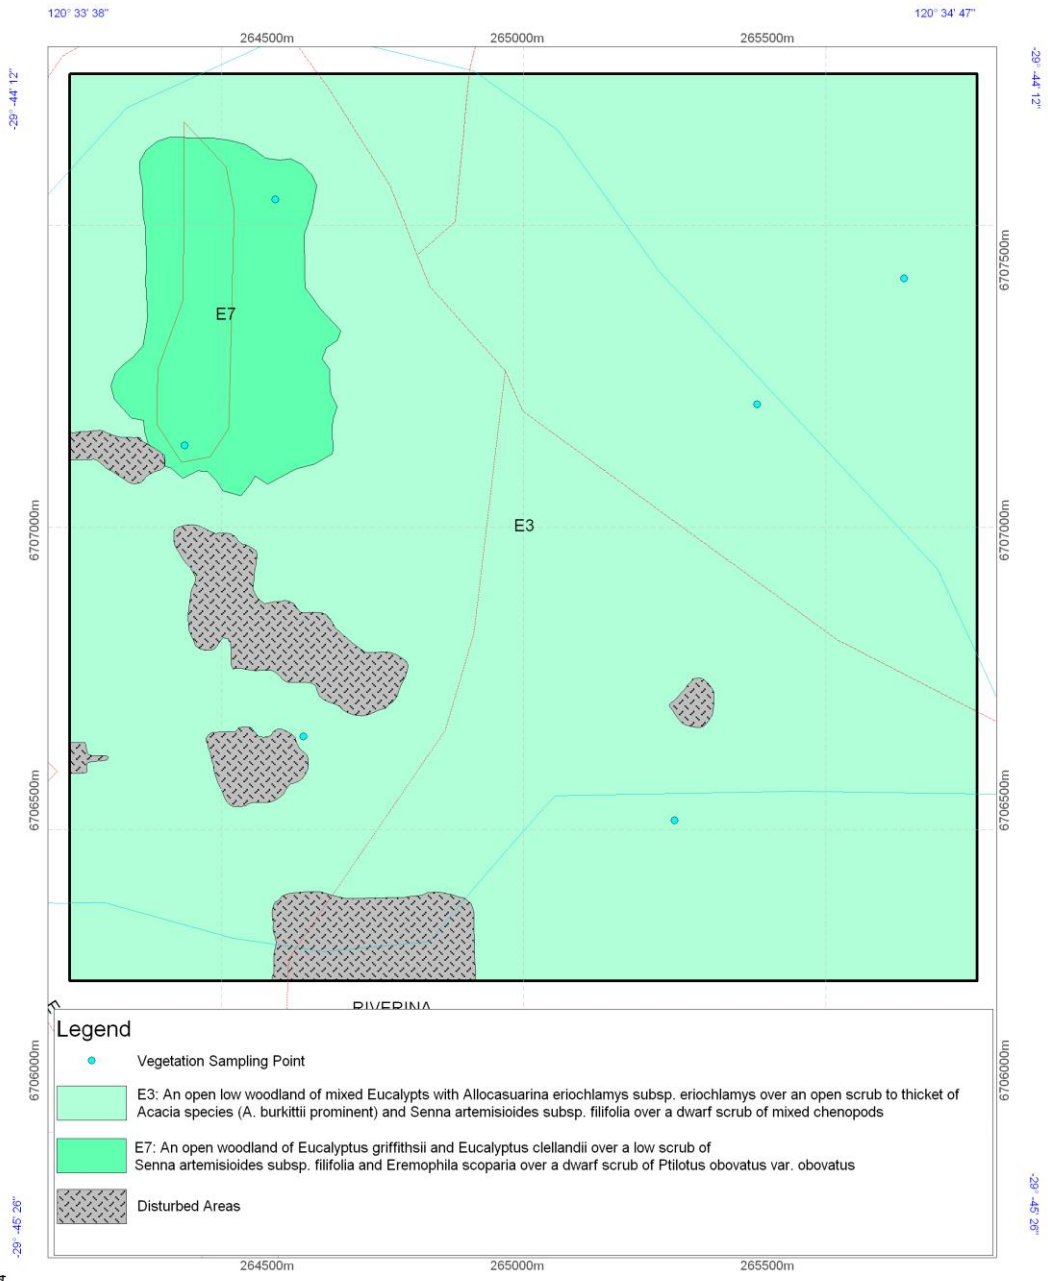 120° 33' 38"
120° 34' 47"
264500m
265000m
265500m
-29° -44' 12"
-29° -44' 12"
E7
6707500m
E3
6707000m
6707000m
6706500m
6706500m
RIVERINA
Legend
Vegetation Sampling Point
E3: An open low woodland of mixed Eucalypts with Allocasuarina eriochlamys subsp. eriochlamys over an open scrub to thicket of
Acacia species (A. burkittii prominent) and Senna artemisioides subsp. filifolia over a dwarf scrub of mixed chenopods
6706000m
6706000m
E7: An open woodland of Eucalyptus griffithsii and Eucalyptus clellandii over a low scrub of
Senna artemisioides subsp. filifolia and Eremophila scoparia over a dwarf scrub of Ptilotus obovatus var. obovatus
Disturbed Areas
-29° -45' 26"
-29° -45' 26"
264500m
265000m
265500m